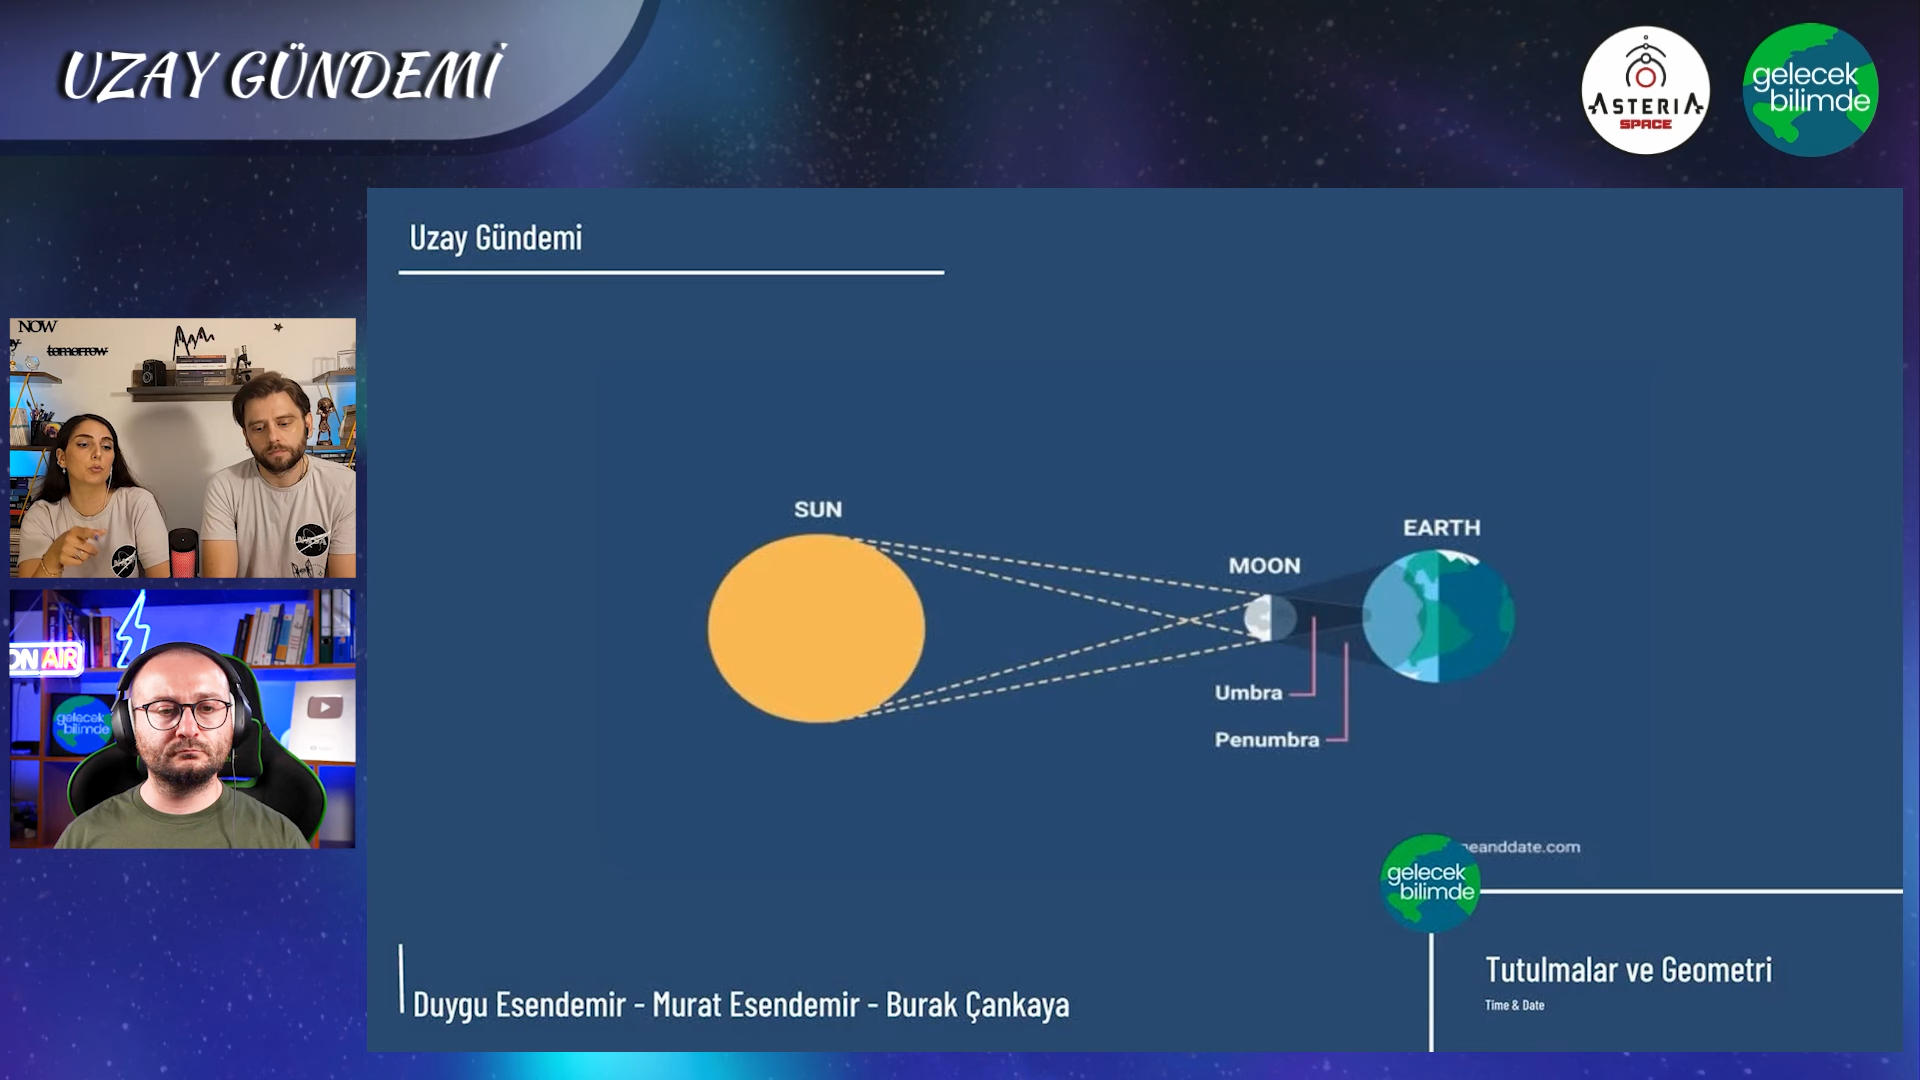 UZAY GÜNDEMİ
ASTERIA
SPACE
gelecek
bilimde
Uzay Gündemi
NOW
tomorrow
SUN
EARTH
MOON
Umbra
Penumbra
ON AIR
gelecek
bilimde
neanddate.com
gelecek
bilimde
Tutulmalar ve Geometri
Time & Date
Duygu Esendemir - Murat Esendemir - Burak Çankaya